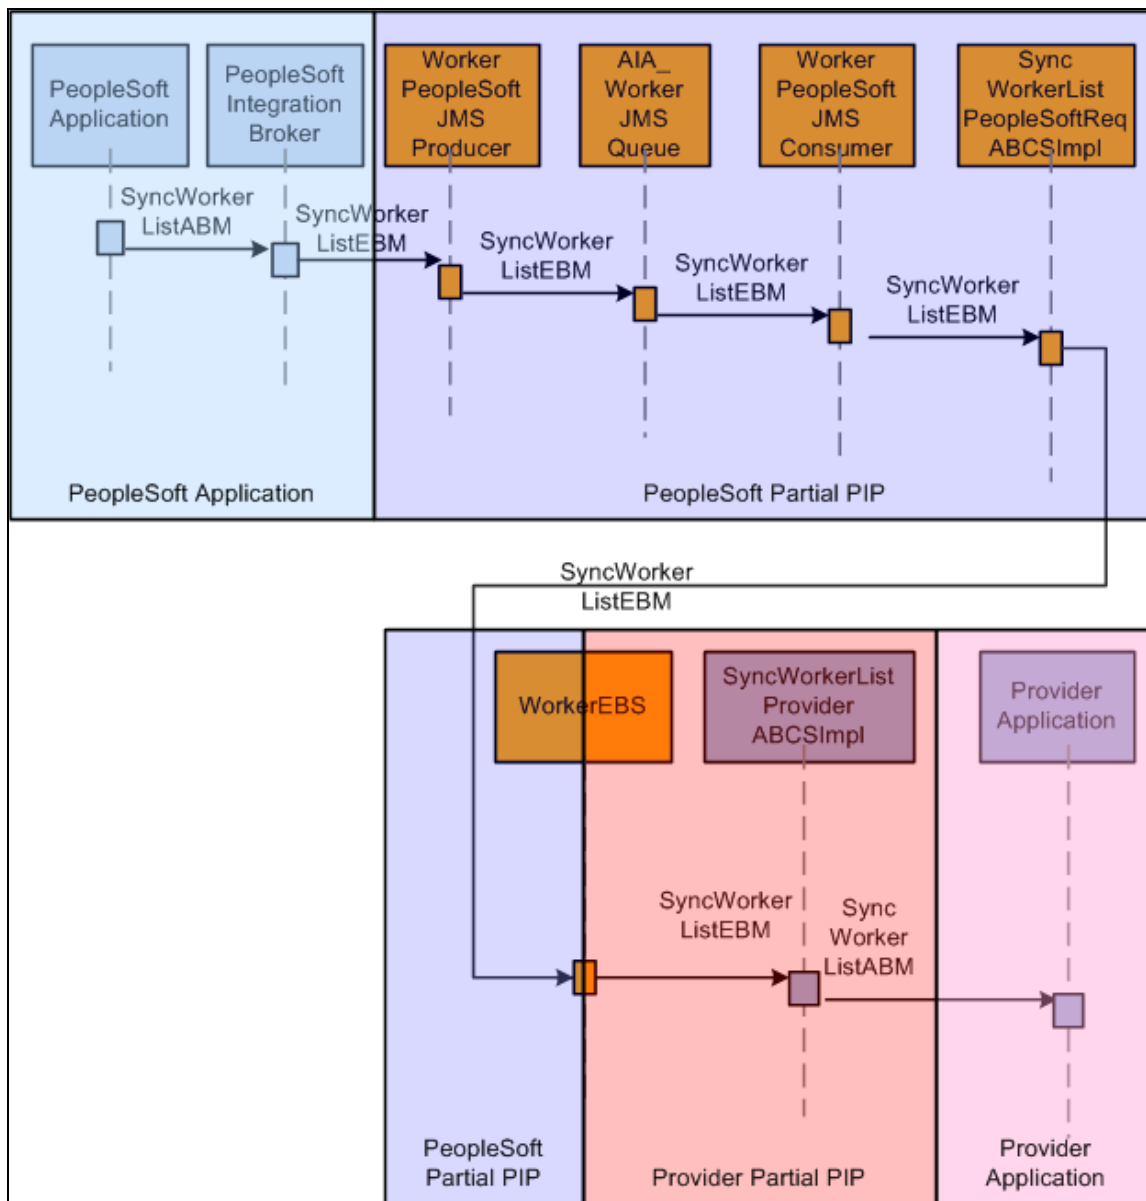 PeopleSoft
Application
PeopleSoft
Integration
Broker
Worker
PeopleSoft
JMS
Producer
AIA_
Worker
JMS
Queue
Worker
PeopleSoft
JMS
Consumer
Sync
WorkerList
PeopleSoftReq
ABCSImpl
SyncWorker
ListABM
SyncWorker
ListEBM
SyncWorker
ListEBM
SyncWorker
ListEBM
SyncWorker
ListEBM
PeopleSoft Application
PeopleSoft Partial PIP
SyncWorker
ListEBM
WorkerEBS
SyncWorkerList
Provider
ABCSImpl
Provider
Application
SyncWorker
ListEBM
Sync
Worker
ListABM
PeopleSoft
Partial PIP
Provider Partial PIP
Provider
Application